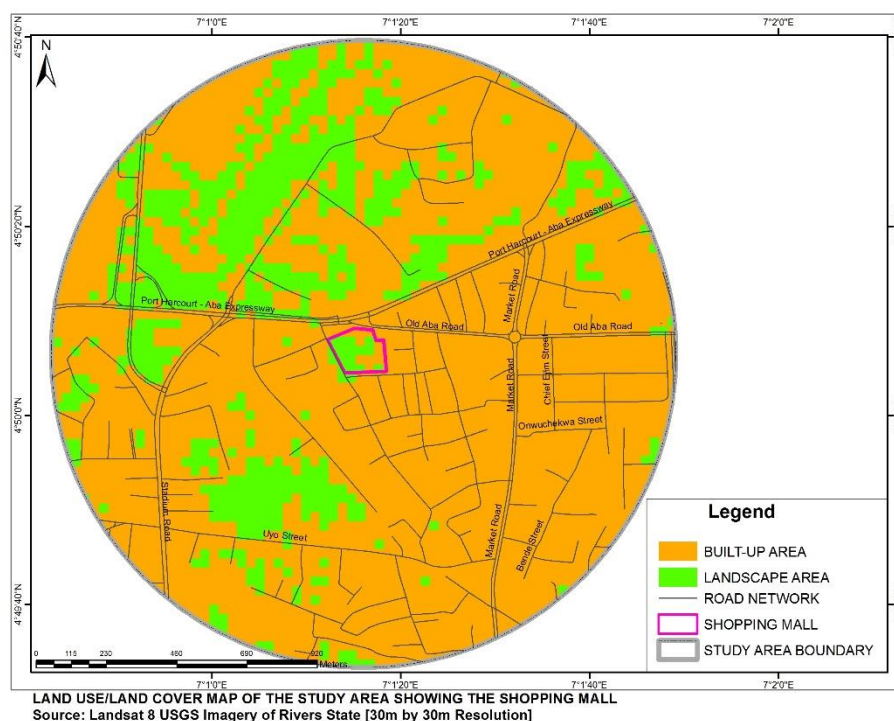 7°1'0"E
7°1'20"E
7°1'40"E
7°2'0"E
4°50'40"N
N
4°50'20"N
Port Harcourt - Aba Expressway
Port Harcourt - Aba Expressway
Market Road
Old Aba Road
Old Aba Road
Market Road
Chief Erim Street
4°50'0"N
Onwuchekwa Street
Stadium Road
Uyo Street
Market Road
Bende Street
4°49'40"N
Legend
BUILT-UP AREA
LANDSCAPE AREA
ROAD NETWORK
SHOPPING MALL
STUDY AREA BOUNDARY
0 115 230 460 690 920
Meters
7°1'0"E
7°1'20"E
7°1'40"E
7°2'0"E
LAND USE/LAND COVER MAP OF THE STUDY AREA SHOWING THE SHOPPING MALL
Source: Landsat 8 USGS Imagery of Rivers State [30m by 30m Resolution]